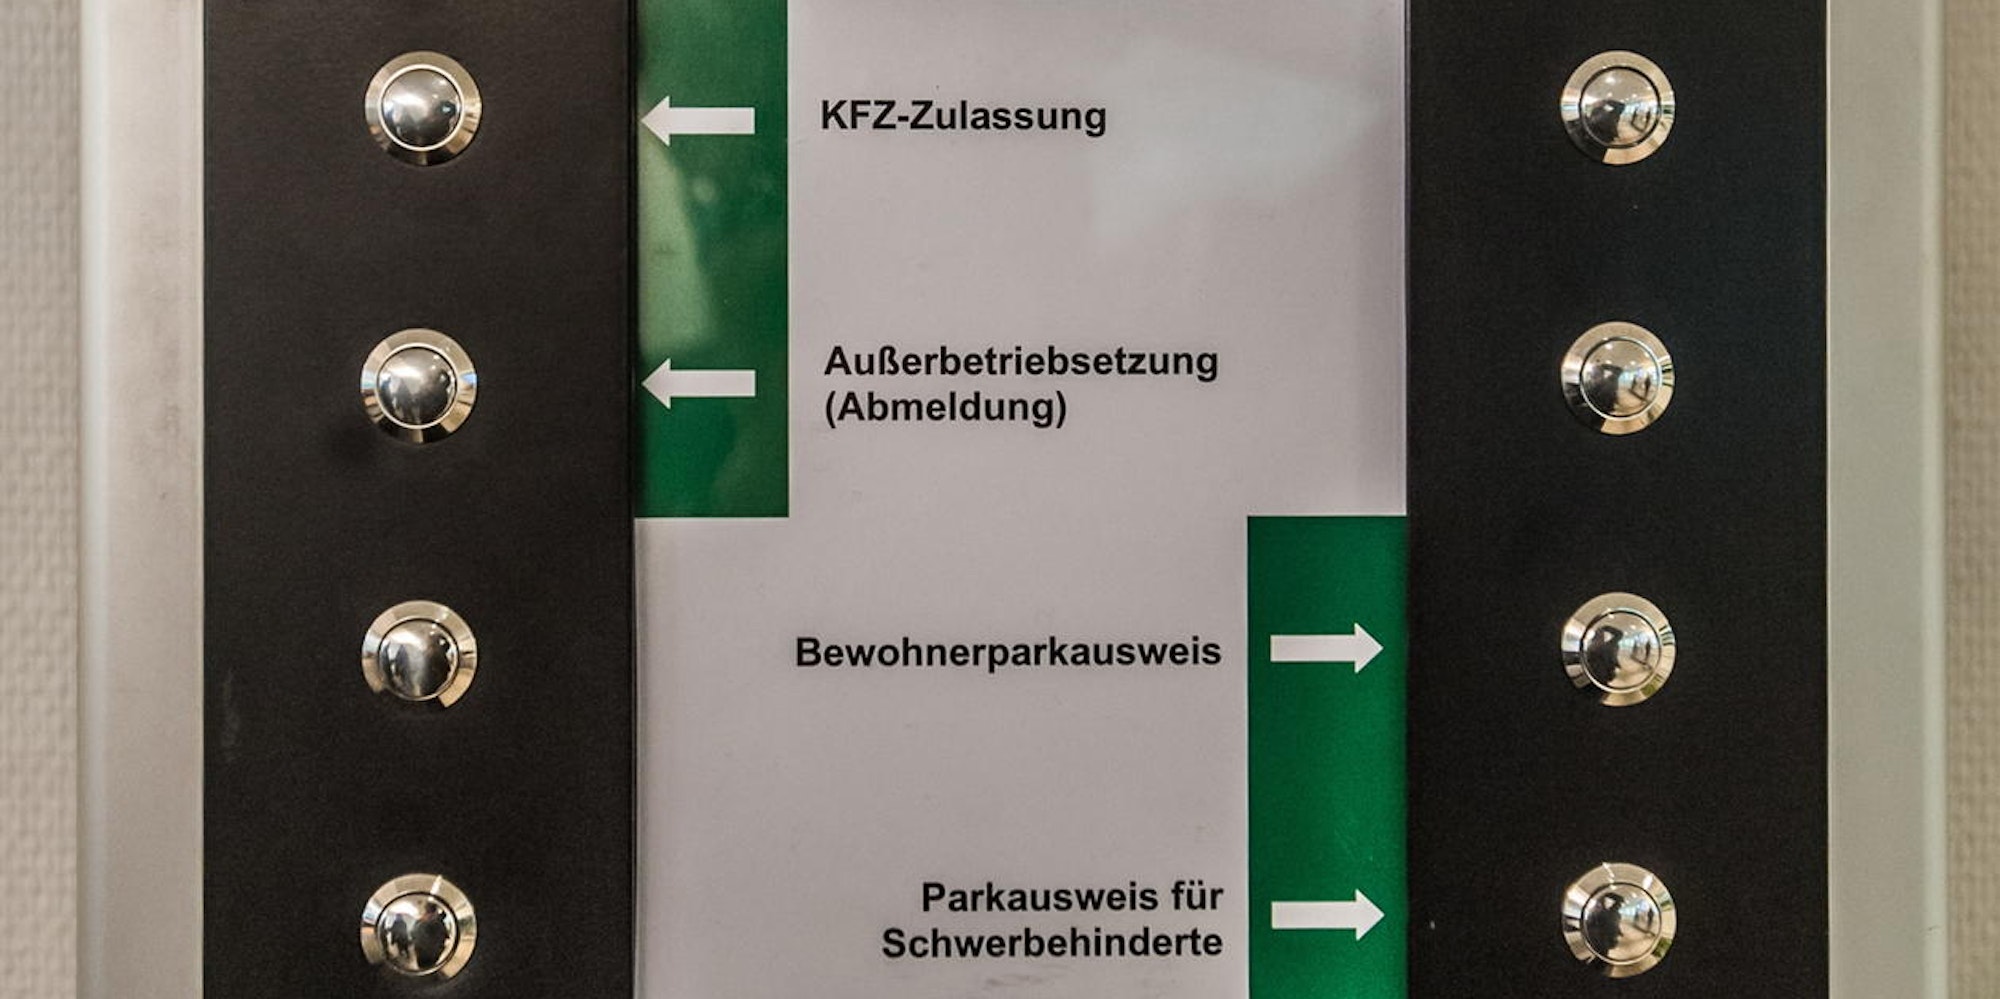 KFZ-Zulassung
Außerbetriebsetzung
(Abmeldung)
Bewohnerparkausweis
Parkausweis für
Schwerbehinderte